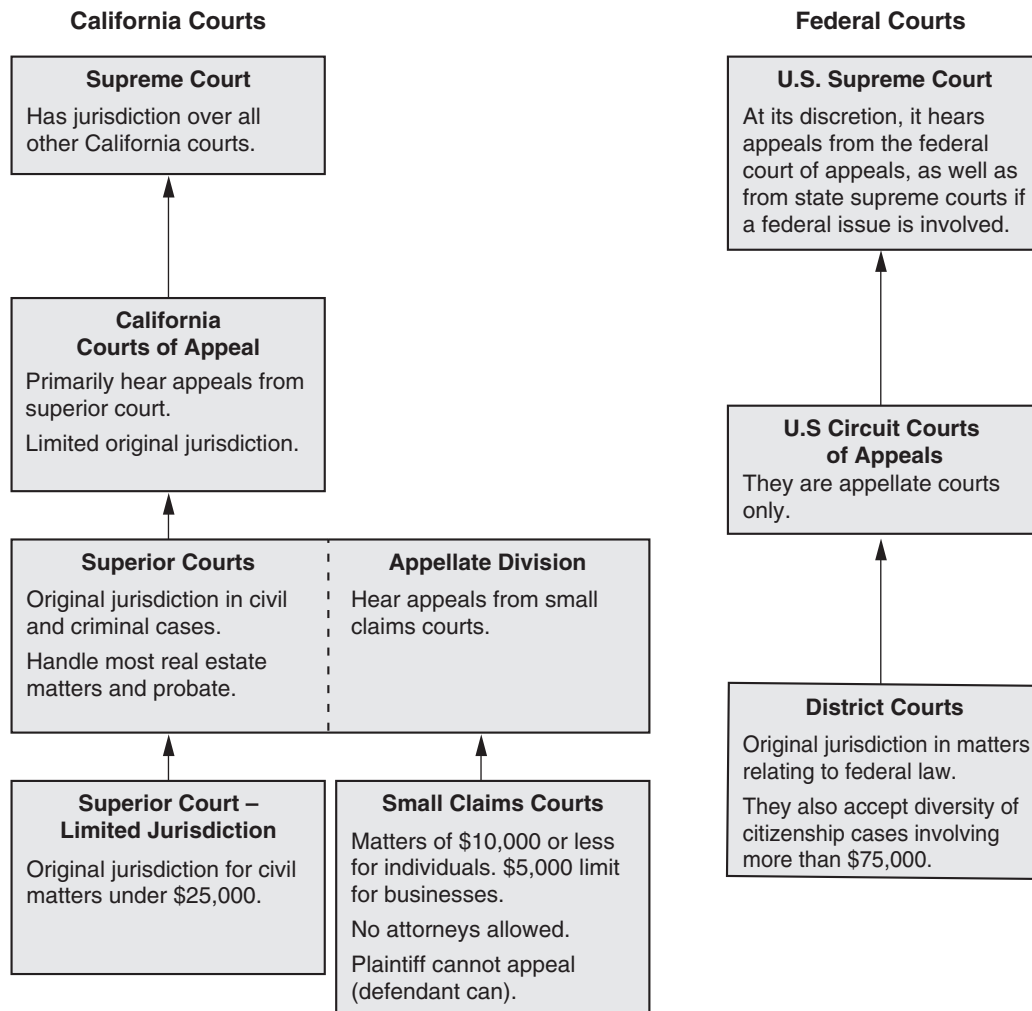 California Courts
Supreme Court
Has jurisdiction over all
other California courts.
California
Courts of Appeal
Primarily hear appeals from
superior court.
Limited original jurisdiction.
Superior Courts
Original jurisdiction in civil
and criminal cases.
Handle most real estate
matters and probate.
Appellate Division
Hear appeals from small
claims courts.
Superior Court –
Limited Jurisdiction
Original jurisdiction for civil
matters under $25,000.
Small Claims Courts
Matters of $10,000 or less
for individuals. $5,000 limit
for businesses.
No attorneys allowed.
Plaintiff cannot appeal
(defendant can).
Federal Courts
U.S. Supreme Court
At its discretion, it hears
appeals from the federal
court of appeals, as well as
from state supreme courts if
a federal issue is involved.
U.S Circuit Courts
of Appeals
They are appellate courts
only.
District Courts
Original jurisdiction in matters
relating to federal law.
They also accept diversity of
citizenship cases involving
more than $75,000.